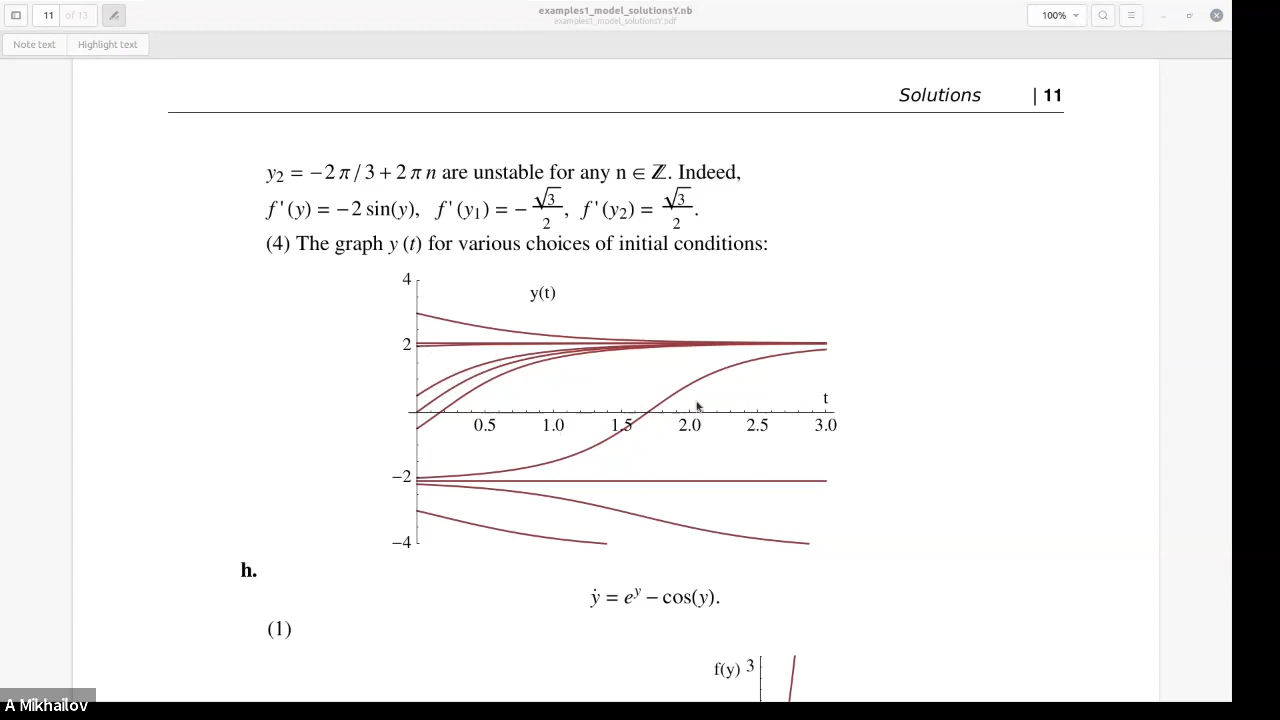 examples1_model_solutionsY.nb
examples1_model_solutionsY.pdf
11 of 13
100%
Note text Highlight text
Solutions | 11
y₂ = −2 π / 3 + 2 π n are unstable for any n ∈ ℤ. Indeed,
f '(y) = −2 sin(y), f '(y₁) = − √3/2, f '(y₂) = √3/2.
(4) The graph y (t) for various choices of initial conditions:
4
y(t)
2
t
0.5 1.0 1.5 2.0 2.5 3.0
−2
−4
h.
ẏ = eʸ − cos(y).
(1)
f(y) 3
A Mikhailov